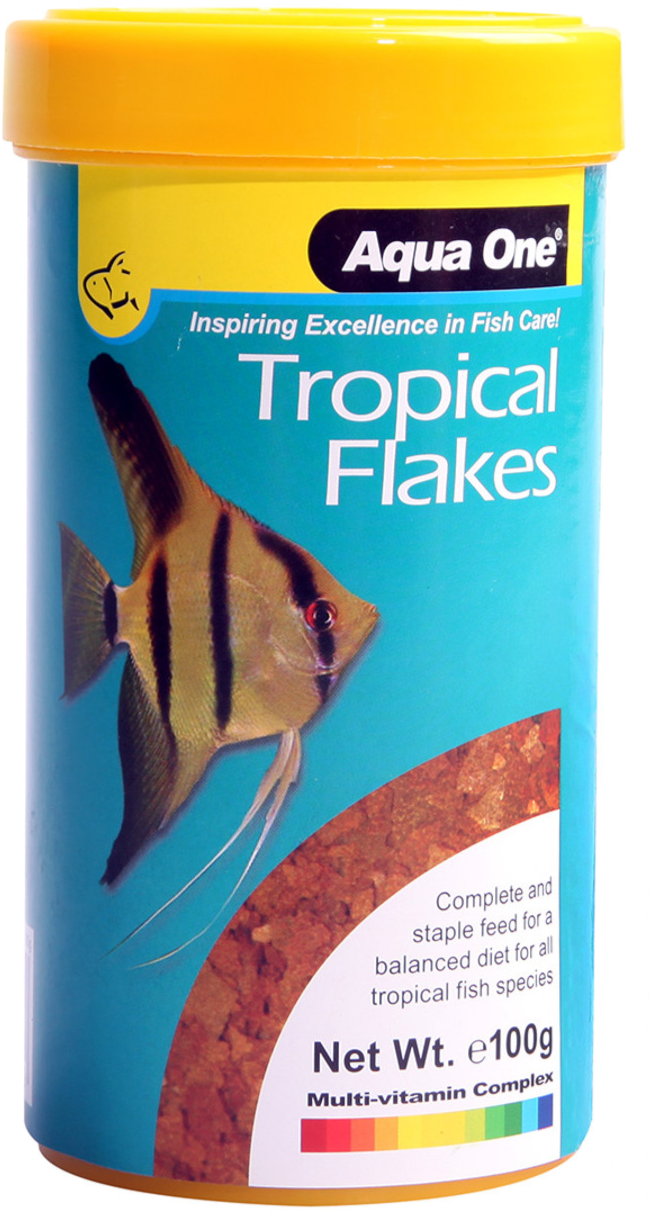 Aqua One®
Inspiring Excellence in Fish Care!
Tropical
Flakes
Complete and
staple feed for a
balanced diet for all
tropical fish species
Net Wt. ℮100g
Multi-vitamin Complex